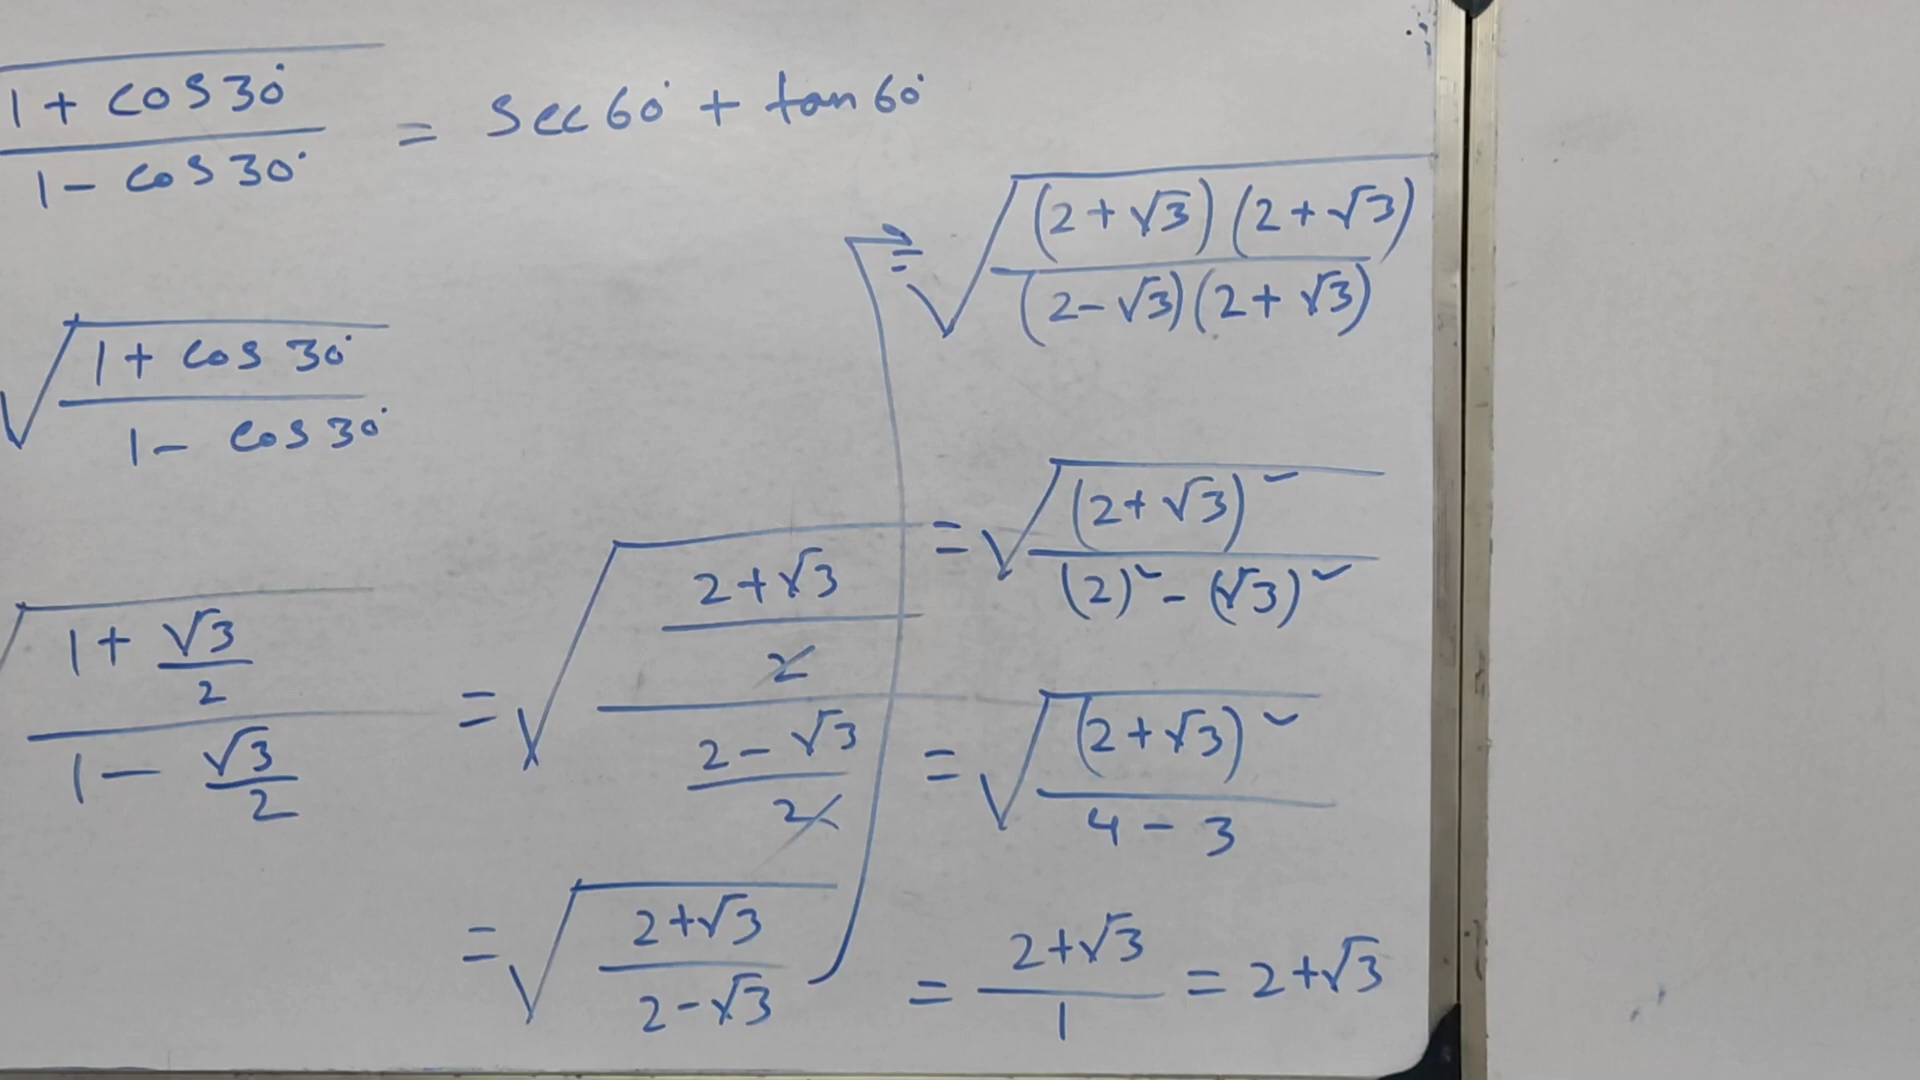 1 + cos 30° / 1 - cos 30° = sec 60° + tan 60°
√(1 + cos 30° / 1 - cos 30°)
√(1 + √3/2 / 1 - √3/2) = √((2 + √3)/2 / (2 - √3)/2)
= √(2 + √3 / 2 - √3)
= √((2 + √3) (2 + √3) / (2 - √3) (2 + √3))
= √((2 + √3)² / (2)² - (√3)²)
= √((2 + √3)² / 4 - 3)
= 2 + √3 / 1 = 2 + √3